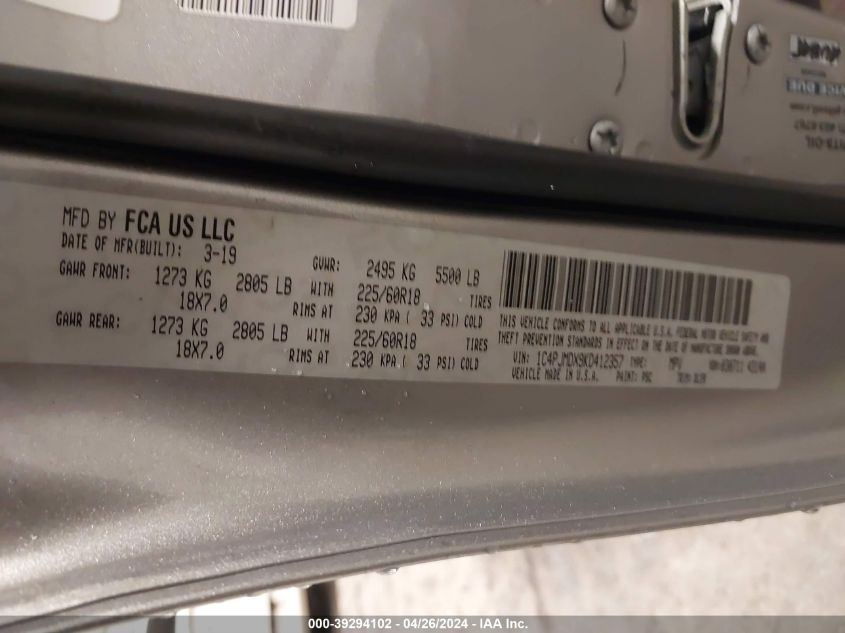 MFD BY FCA US LLC
DATE OF MFR(BUILT): 3-19
GVWR: 2495 KG 5500 LB
GAWR FRONT: 1273 KG 2805 LB WITH 225/60R18 TIRES
18X7.0 RIMS AT 230 KPA ( 33 PSI) COLD
GAWR REAR: 1273 KG 2805 LB WITH 225/60R18 TIRES
18X7.0 RIMS AT 230 KPA ( 33 PSI) COLD
THIS VEHICLE CONFORMS TO ALL APPLICABLE U.S.A. FEDERAL MOTOR VEHICLE SAFETY AND
THEFT PREVENTION STANDARDS IN EFFECT ON THE DATE OF MANUFACTURE SHOWN ABOVE.
VIN: 1C4PJMDX9KD412357 TYPE: MPV
VEHICLE MADE IN U.S.A. PAINT: PSC
000-39294102 - 04/26/2024 - IAA Inc.